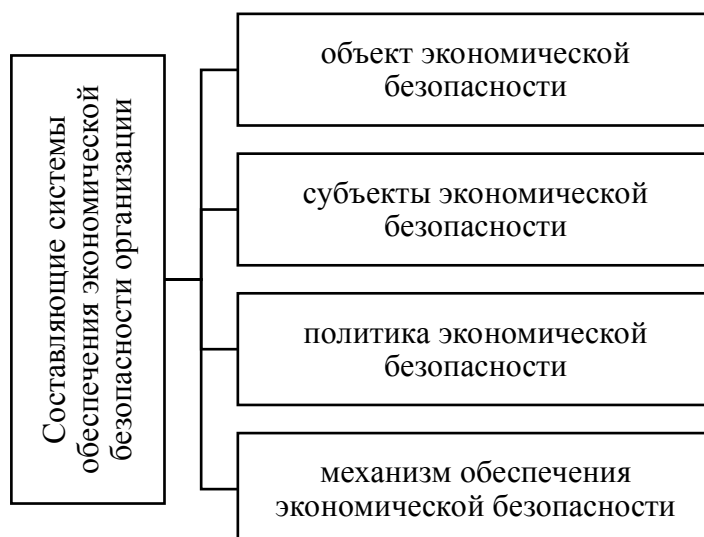 Составляющие системы
обеспечения экономической
безопасности организации
объект экономической
безопасности
субъекты экономической
безопасности
политика экономической
безопасности
механизм обеспечения
экономической безопасности